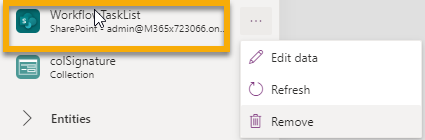 WorkflowTaskList
SharePoint - admin@M365x723066.on...
colSignature
Collection
Edit data
Refresh
Remove
Entities